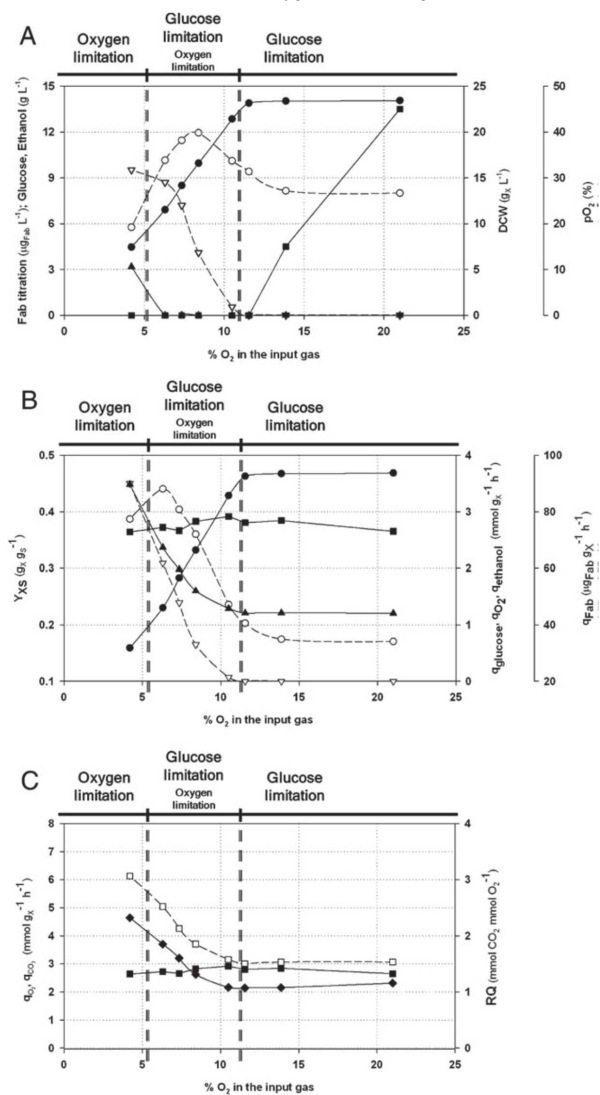 A
Oxygen
limitation
Glucose
limitation
Oxygen
limitation
Glucose
limitation
Fab titration (µgFab L-1); Glucose, Ethanol (g L-1)
15
12
9
6
3
0
25
20
15
10
5
0
DCW (gX L-1)
50
40
30
20
10
0
pO2 (%)
0
5
10
15
20
25
% O2 in the input gas
B
Oxygen
limitation
Glucose
limitation
Oxygen
limitation
Glucose
limitation
YXS (gX gS-1)
0.5
0.4
0.3
0.2
0.1
4
3
2
1
0
qglucose, qO2, qethanol (mmol gX-1 h-1)
100
80
60
40
20
qFab (µgFab gX-1 h-1)
0
5
10
15
20
25
% O2 in the input gas
C
Oxygen
limitation
Glucose
limitation
Oxygen
limitation
Glucose
limitation
qO2, qCO2 (mmol gX-1 h-1)
8
7
6
5
4
3
2
1
0
4
3
2
1
0
RQ (mmol CO2 mmol O2-1)
0
5
10
15
20
25
% O2 in the input gas